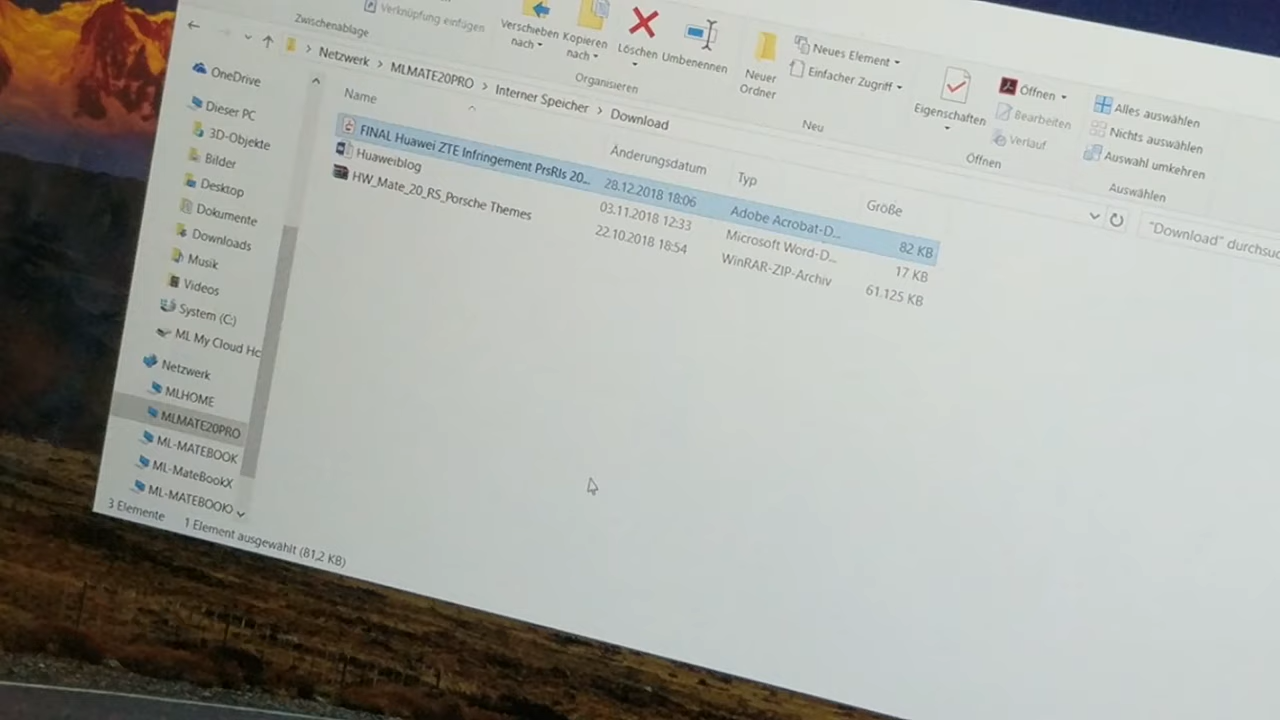 Verknüpfung einfügen
Zwischenablage
Verschieben nach
Kopieren nach
Löschen
Umbenennen
Organisieren
Neuer Ordner
Neues Element
Einfacher Zugriff
Neu
Eigenschaften
Öffnen
Bearbeiten
Verlauf
Öffnen
Alles auswählen
Nichts auswählen
Auswahl umkehren
Auswählen
Netzwerk > MLMATE20PRO > Interner Speicher > Download
"Download" durchsuc
Name Änderungsdatum Typ Größe
FINAL Huawei ZTE Infringement PrsRls 20... 28.12.2018 18:06 Adobe Acrobat-D... 82 KB
Huaweiblog 03.11.2018 12:33 Microsoft Word-D... 17 KB
HW_Mate_20_RS_Porsche Themes 22.10.2018 18:54 WinRAR-ZIP-Archiv 61.125 KB
OneDrive
Dieser PC
3D-Objekte
Bilder
Desktop
Dokumente
Downloads
Musik
Videos
System (C:)
ML My Cloud Hc
Netzwerk
MLHOME
MLMATE20PRO
ML-MATEBOOK
ML-MateBookX
ML-MATEBOOK
3 Elemente 1 Element ausgewählt (81,2 KB)